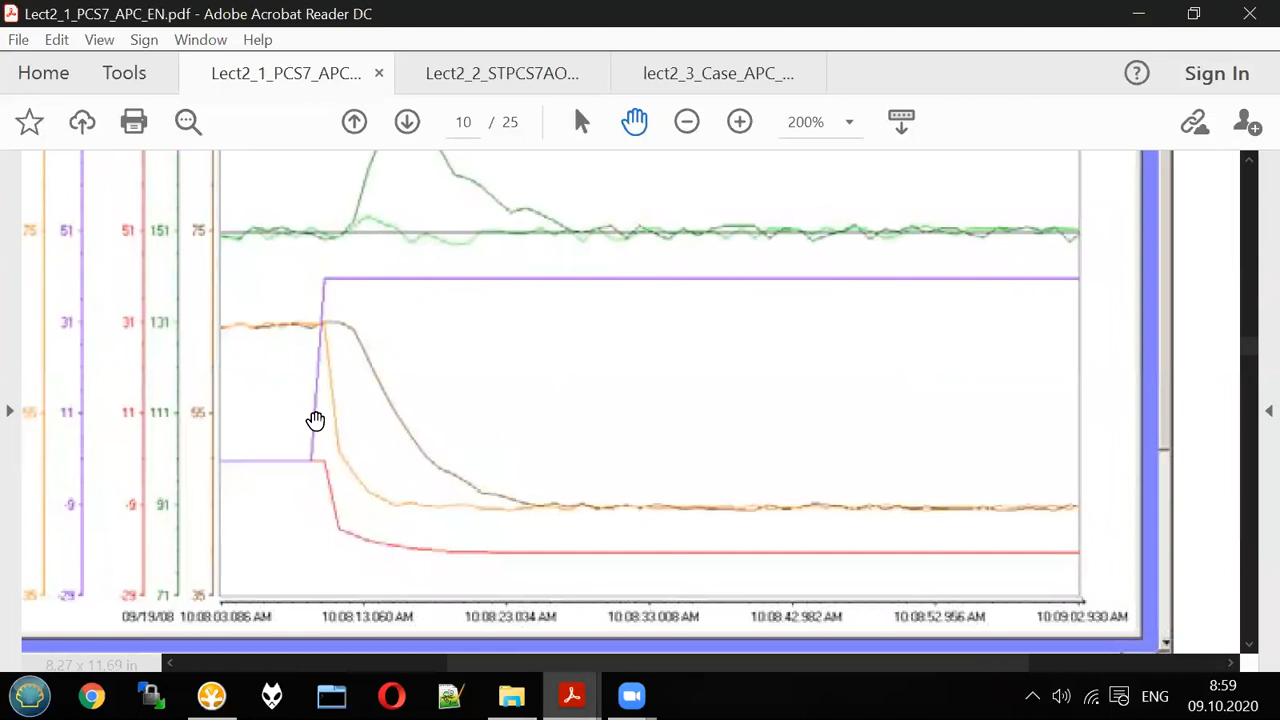 Lect2_1_PCS7_APC_EN.pdf - Adobe Acrobat Reader DC
File Edit View Sign Window Help
Home Tools Lect2_1_PCS7_APC... × Lect2_2_STPCS7AO... lect2_3_Case_APC_... Sign In
10 / 25 200%
75 51 51 151 75
31 31 131
55 11 11 111 55
-9 -9 91
35 -29 -29 71 35
09/19/08 10:08:03.086 AM 10:08:13.060 AM 10:08:23.034 AM 10:08:33.008 AM 10:08:42.982 AM 10:08:52.956 AM 10:09:02.930 AM
8.27 x 11.69 in
ENG 8:59
09.10.2020